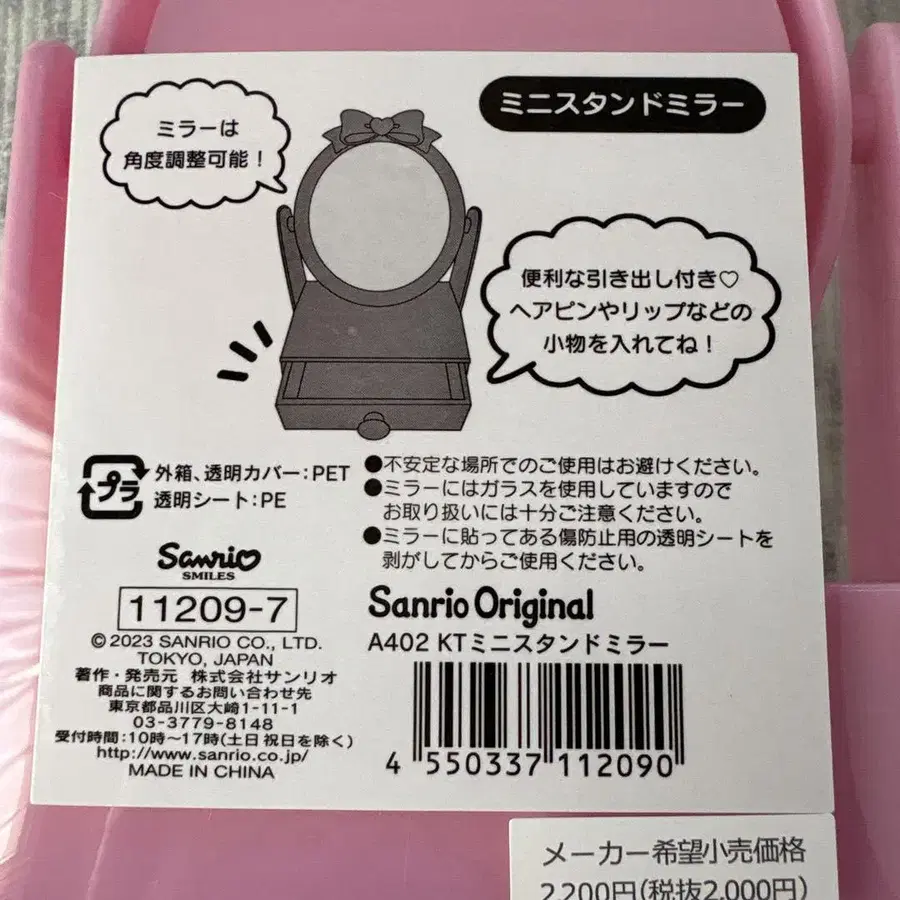 ミニスタンドミラー
ミラーは
角度調整可能！
便利な引き出し付き♡
ヘアピンやリップなどの
小物を入れてね！
プラ
外箱、透明カバー：PET
透明シート：PE
●不安定な場所でのご使用はお避けください。
●ミラーにはガラスを使用していますので
お取り扱いには十分ご注意ください。
●ミラーに貼ってある傷防止用の透明シートを
剥がしてからご使用ください。
Sanrio
SMILES
11209-7
© 2023 SANRIO CO., LTD.
TOKYO, JAPAN
著作・発売元 株式会社サンリオ
商品に関するお問い合わせ先
東京都品川区大崎1-11-1
03-3779-8148
受付時間：10時～17時(土日祝日を除く)
http://www.sanrio.co.jp/
MADE IN CHINA
Sanrio Original
A402 KTミニスタンドミラー
4 550337 112090
メーカー希望小売価格
2,200円(税抜2,000円)